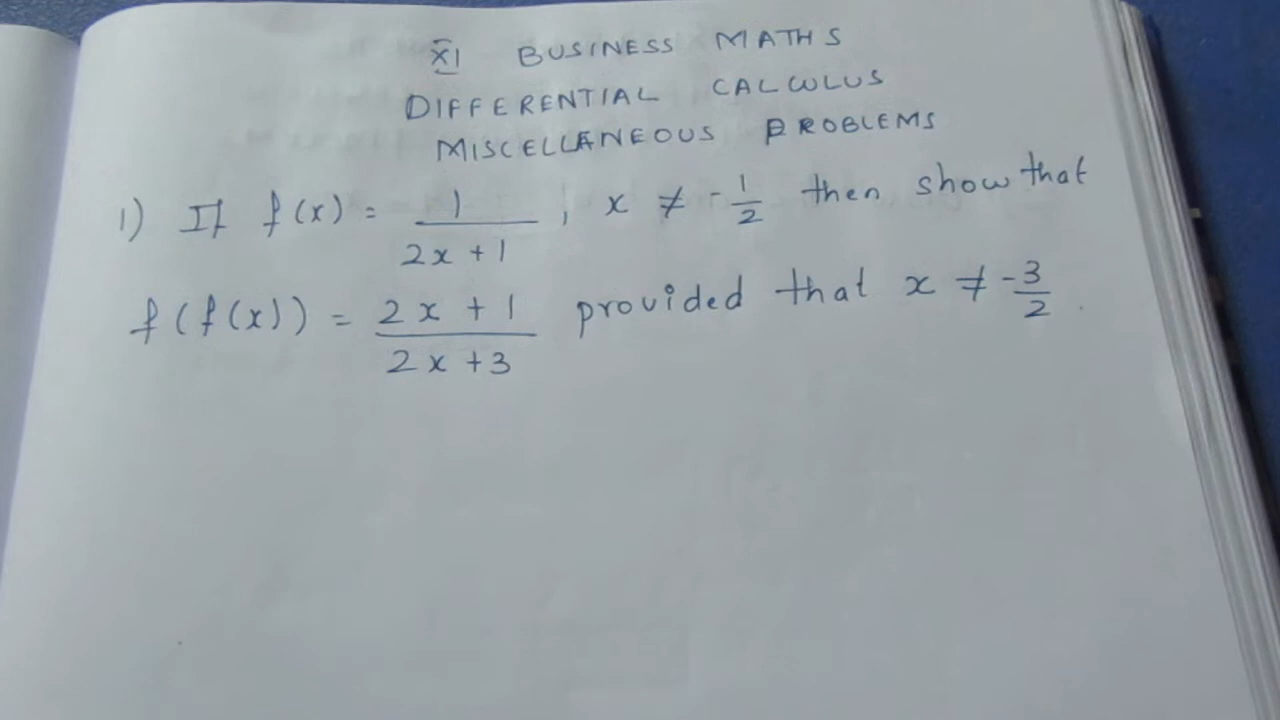 XI BUSINESS MATHS
DIFFERENTIAL CALCULUS
MISCELLANEOUS PROBLEMS
1) If f(x) = 1/(2x + 1), x ≠ -1/2 then show that
f(f(x)) = (2x + 1)/(2x + 3) provided that x ≠ -3/2.